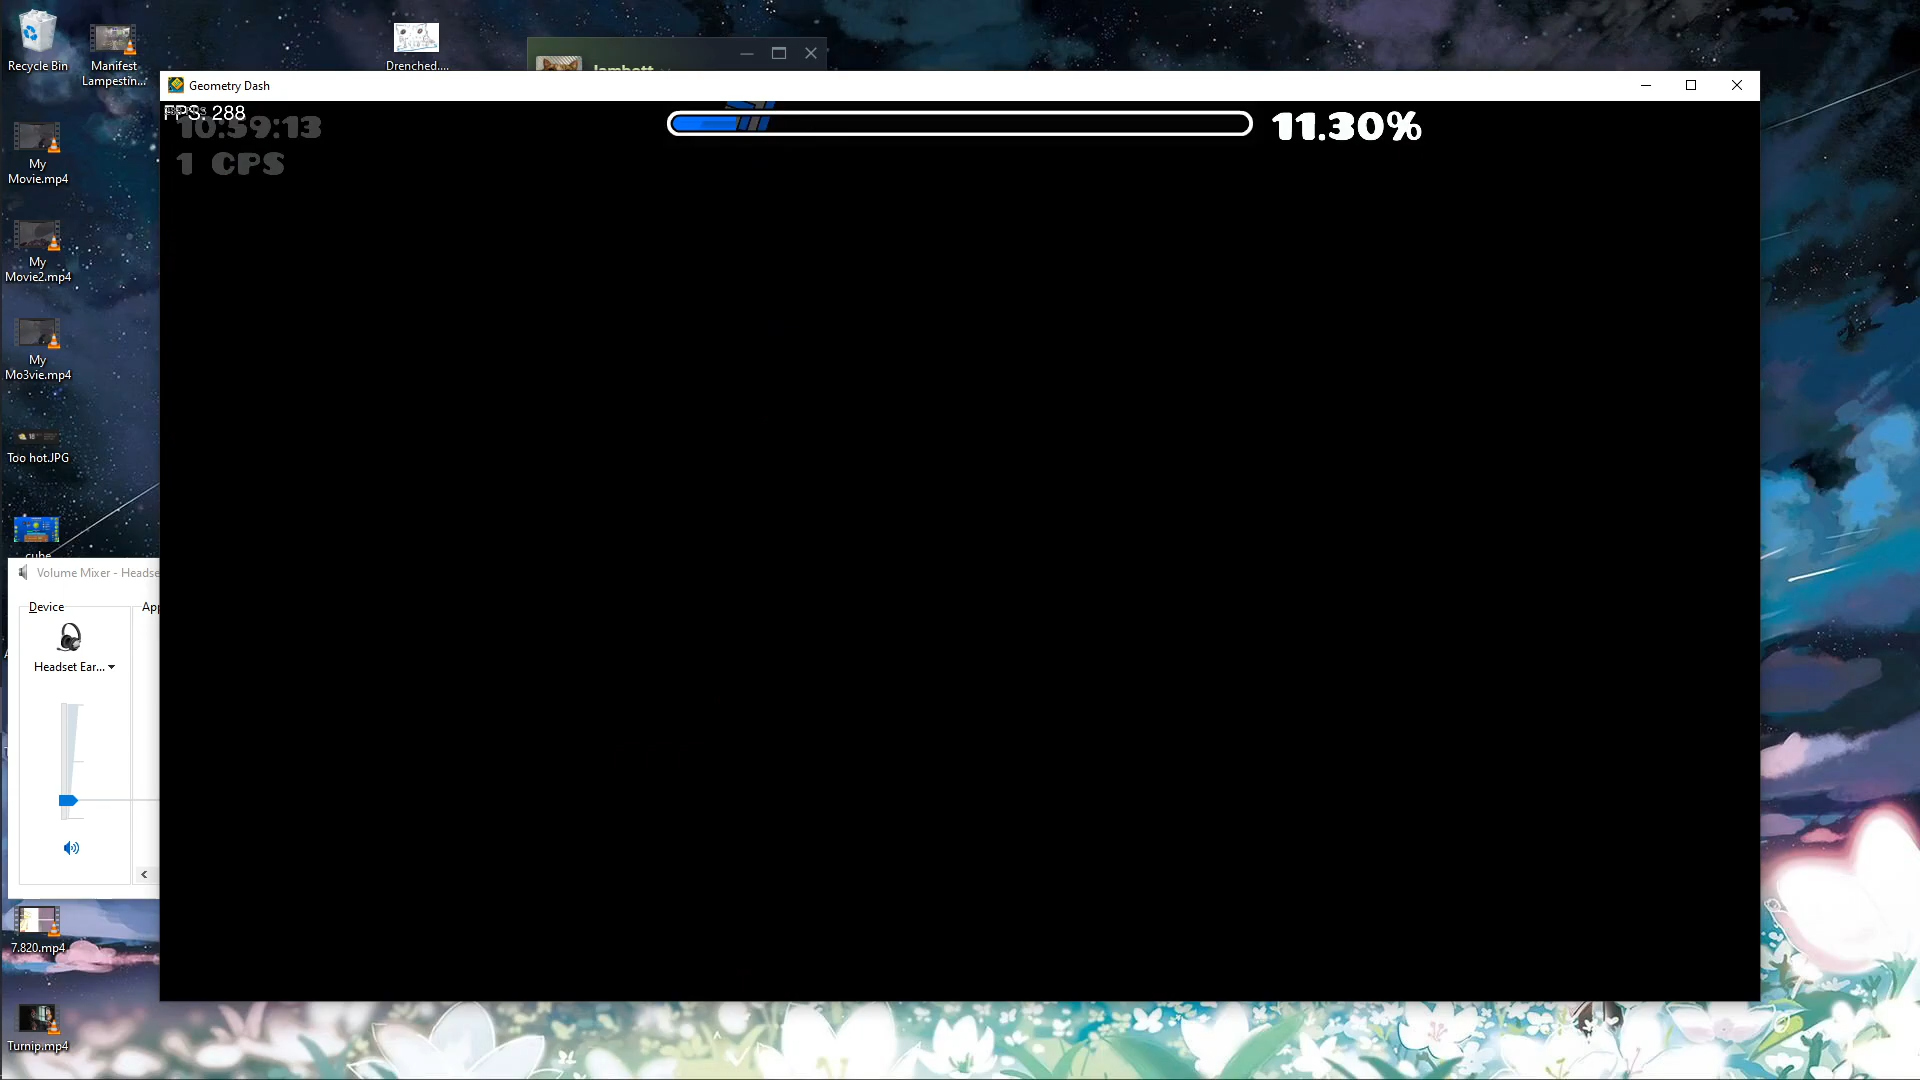 Recycle Bin
Manifest
Lampestin...
Drenched....
Geometry Dash
FPS: 288
10:59:13
1 CPS
11.30%
My
Movie.mp4
My
Movie2.mp4
My
Mo3vie.mp4
Too hot.JPG
cube
Volume Mixer - Headse
Device
App
Headset Ear...
7.820.mp4
Turnip.mp4